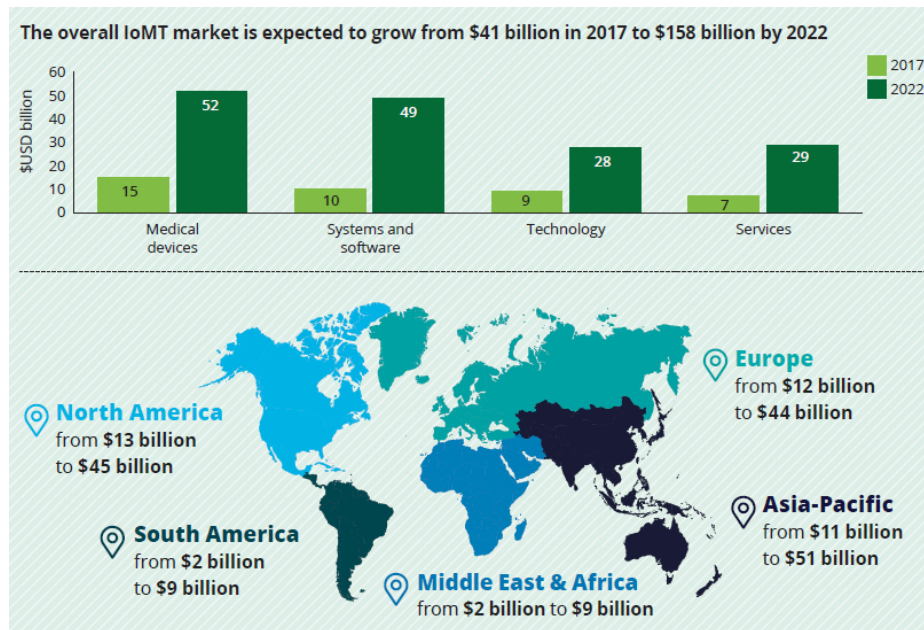 The overall IoMT market is expected to grow from $41 billion in 2017 to $158 billion by 2022
2017
2022
$USD billion
60
50
40
30
20
10
0
15
52
10
49
9
28
7
29
Medical
devices
Systems and
software
Technology
Services
North America
from $13 billion
to $45 billion
Europe
from $12 billion
to $44 billion
South America
from $2 billion
to $9 billion
Asia-Pacific
from $11 billion
to $51 billion
Middle East & Africa
from $2 billion to $9 billion